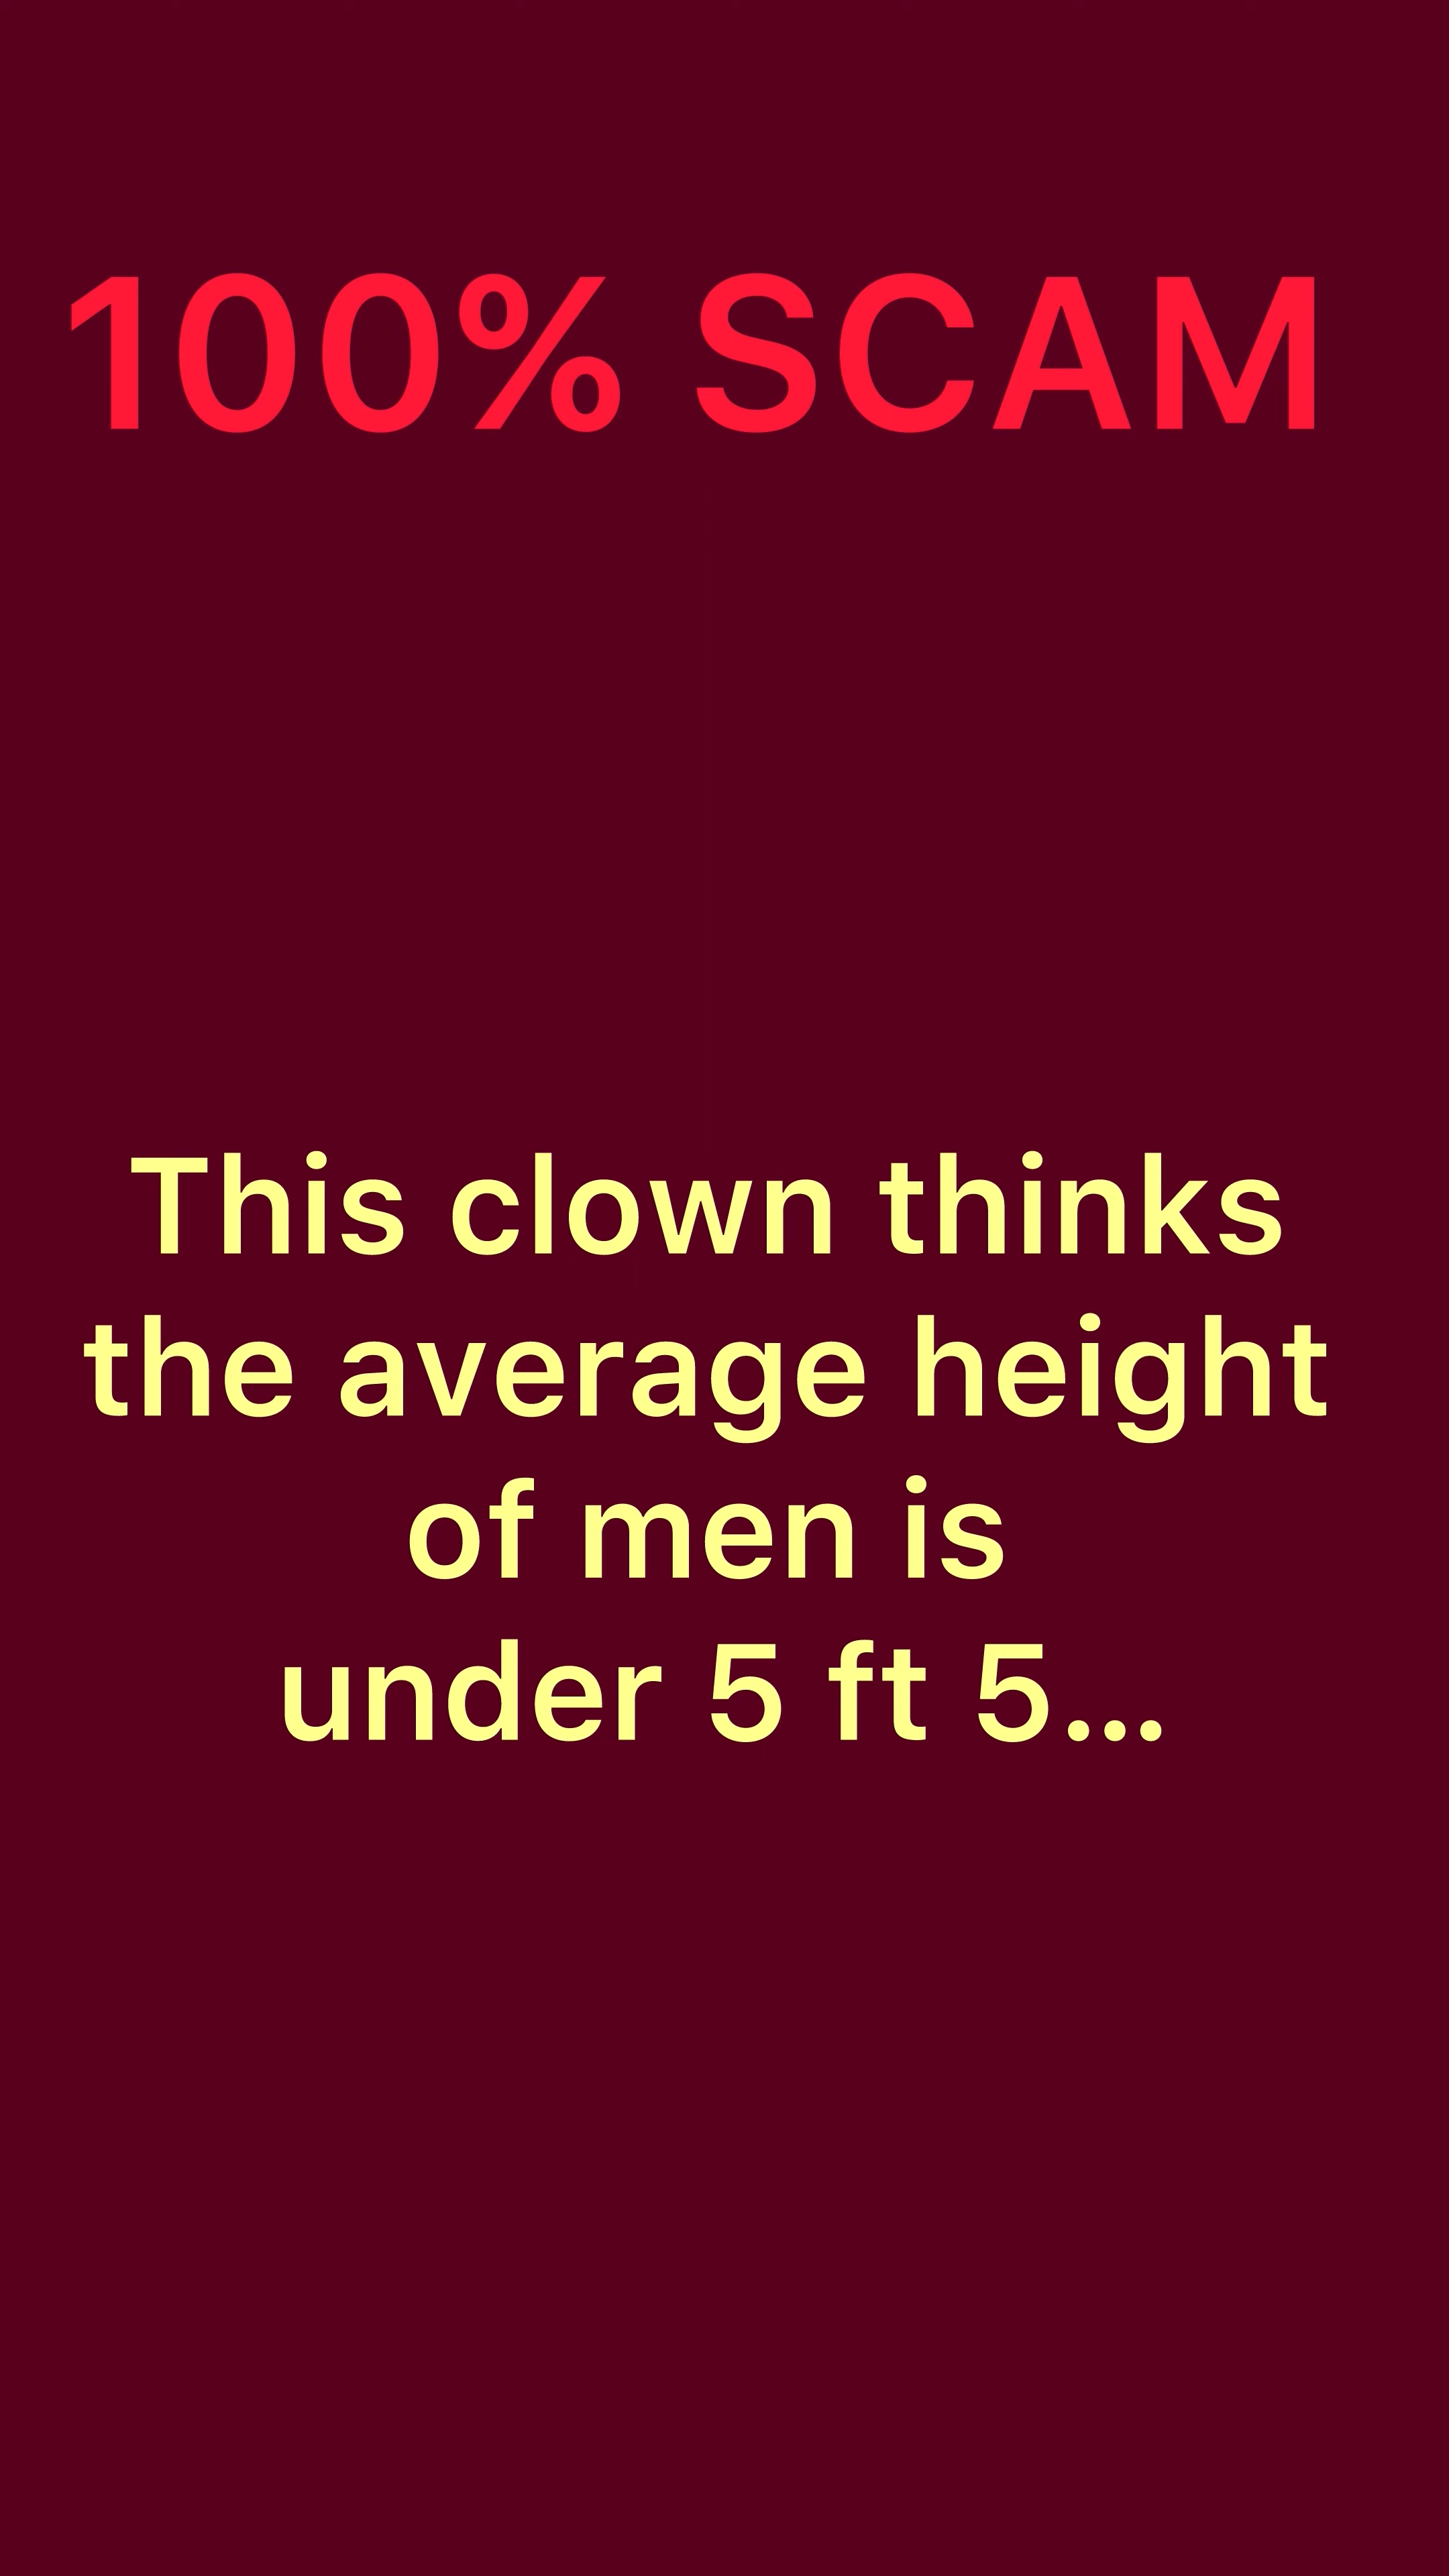 100% SCAM
This clown thinks
the average height
of men is
under 5 ft 5...